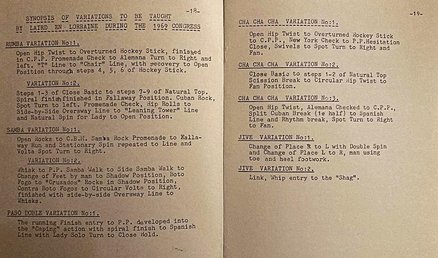 -18-
SYNOPSIS OF VARIATIONS TO BE TAUGHT
BY LAIRD EN LORRAINE DURING THE 1969 CONGRESS
RUMBA VARIATION No:1.
Open Hip Twist to Overturned Hockey Stick, finished
in C.P.P. Promenade Check to Alemana Turn to Right and
Left, "T" Line to "Chair" Line, with recovery to Open
Position through steps 4, 5, 6 of Hockey Stick.
VARIATION No:2.
Steps 1-3 of Close Basic to steps 7-9 of Natural Top.
Spiral finish finished in Fallaway Position. Cuban Rock,
Spot Turn to left. Promenade Check, Hip Rolls to
Side-by-Side Position. Line to "Leaning Tower" Line
and Natural Spin for Lady to Open Position.
SAMBA VARIATION No:1.
Open Rocks to C.B.M. Samba Rock Promenade to Falla-
way Run and Stationary Spin repeated to Line and
Volta Spot Turn to Right.
VARIATION No:2.
Whisk to P.P. Samba Walk to Side Samba Walk to
Change of Feet by man to Shadow Position, Boto
Fogo to "Cruzados" Rocks in Shadow Position,
Contra Boto Fogos to Circular Volte to Right,
finished with side-by-side Oversway Line to
Whisks.
PASO DOBLE VARIATION No:1.
The running Finish entry to P.P. developed into
the "Caping" action with spiral finish to Spanish
Line with Lady Solo Turn to Close Hold.
-19-
CHA CHA CHA VARIATION No:1.
Open Hip Twist to Overturned Hockey Stick
to C.P.P. New York Check to P.P. Hesitation
Close, Swivels to Spot Turn to Right and
Fan.
CHA CHA CHA VARIATION No:2.
Close Basic to steps 1-2 of Natural Top
Scission Break to Circular Hip Twist to
Fan Position.
CHA CHA CHA VARIATION No:3.
Open Hip Twist, Alemana Checked to C.P.P.
Split Cuban Break (½ half) to Spanish
Line and Rhythm break, Spot Turn to Right
to Fan.
JIVE VARIATION No:1.
Change of Place R to L with Double Spin
and Change of Place L to R, man using
toe and heel footwork.
JIVE VARIATION No:2.
Link, Whip entry to the "Shag".